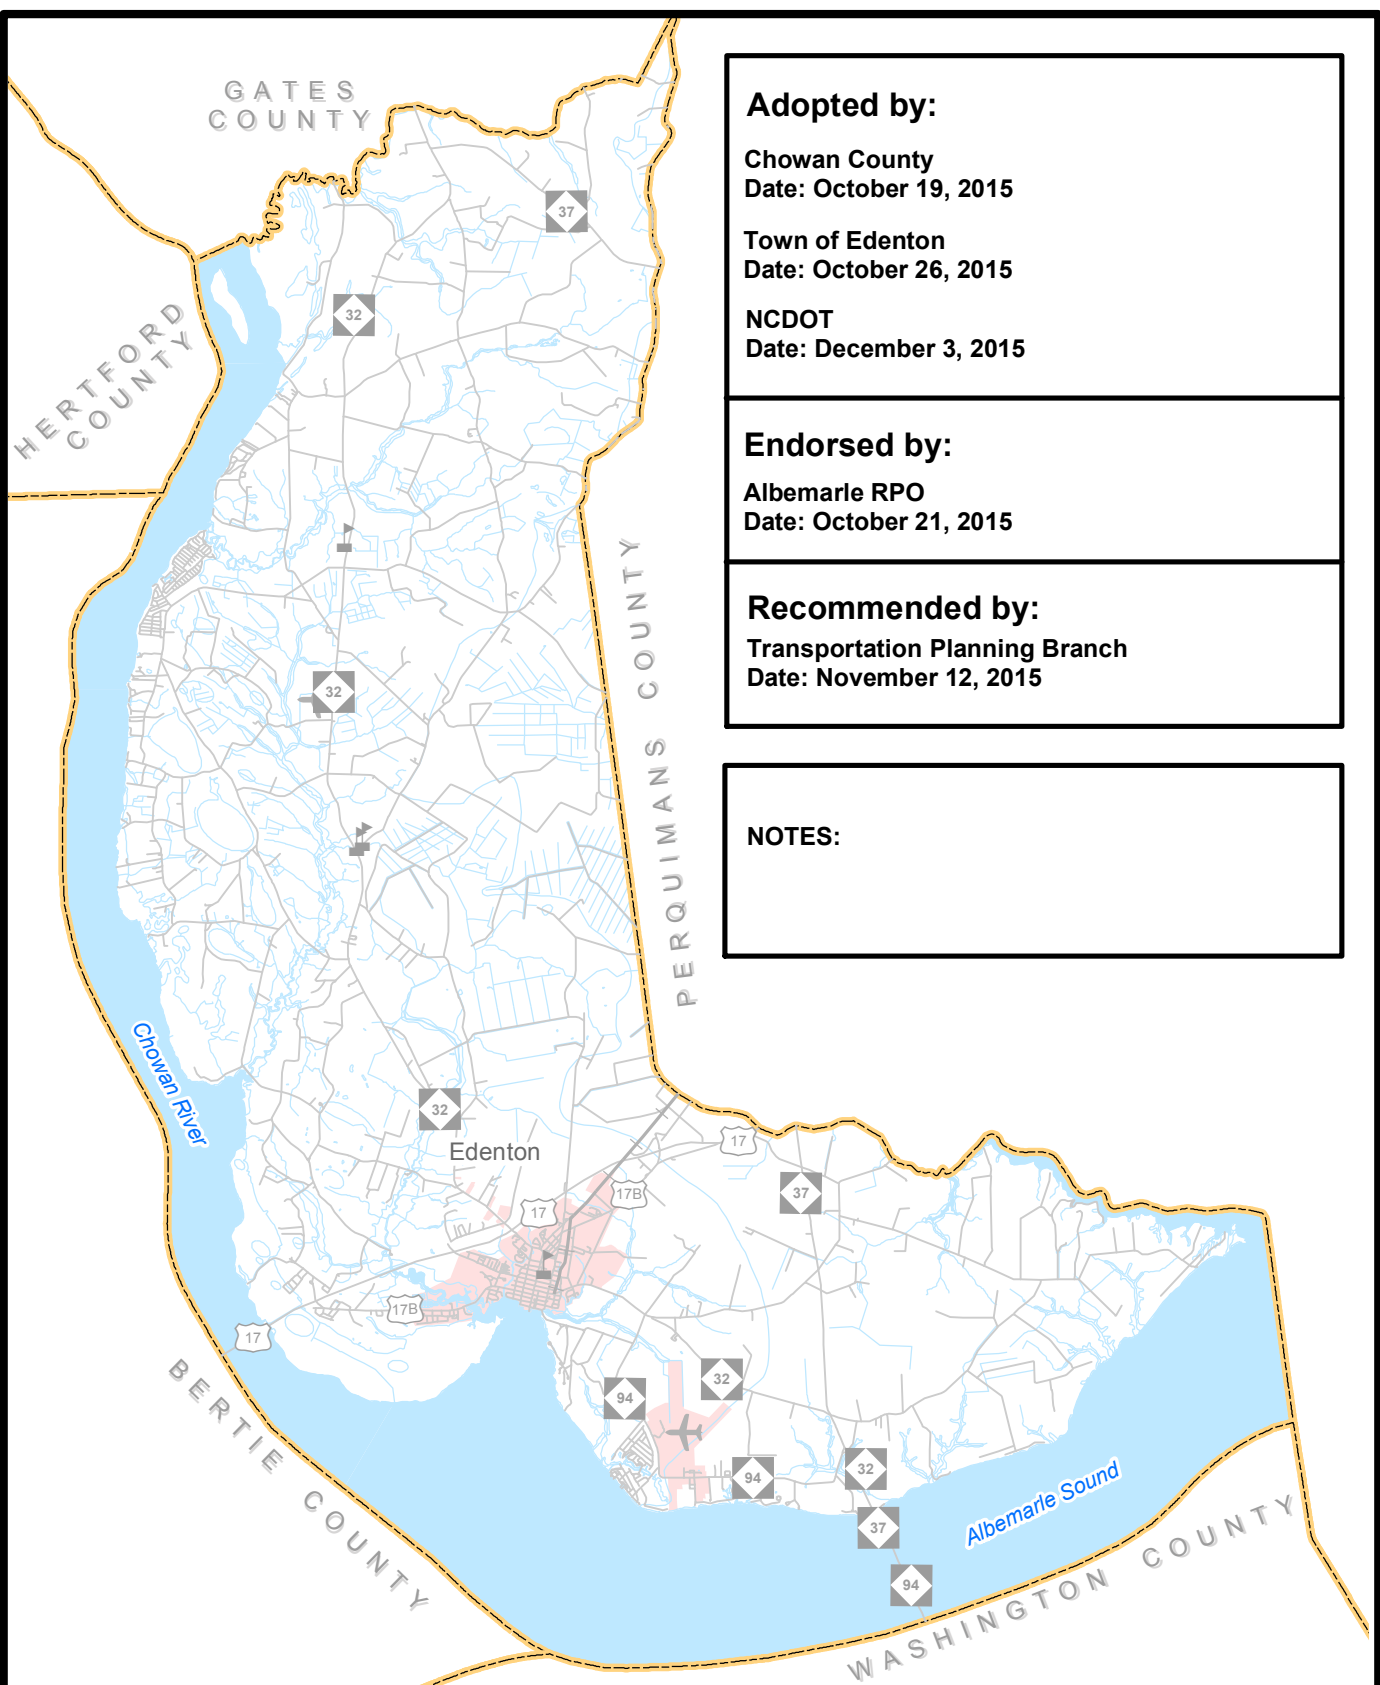 GATES
COUNTY
Adopted by:
Chowan County
Date: October 19, 2015
Town of Edenton
Date: October 26, 2015
NCDOT
Date: December 3, 2015
Endorsed by:
Albemarle RPO
Date: October 21, 2015
Recommended by:
Transportation Planning Branch
Date: November 12, 2015
NOTES:
37
32
HERTFORD
COUNTY
PERQUIMANS COUNTY
32
Chowan River
32
Edenton
17
37
17B
17
17B
17
BERTIE COUNTY
32
94
32
94
37
94
Albemarle Sound
WASHINGTON COUNTY